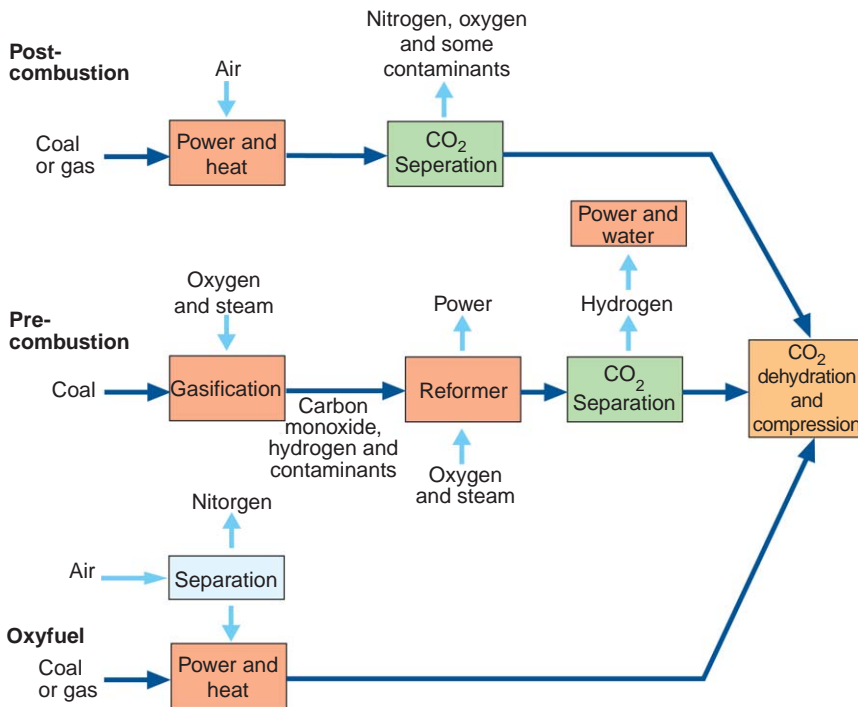 Post-
combustion
Nitrogen, oxygen
and some
contaminants
Air
Coal
or gas
Power and
heat
CO2
Seperation
Power and
water
Pre-
combustion
Oxygen
and steam
Power
Hydrogen
Coal
Gasification
Carbon
monoxide,
hydrogen and
contaminants
Reformer
Oxygen
and steam
CO2
Separation
CO2
dehydration
and
compression
Nitorgen
Air
Separation
Oxyfuel
Coal
or gas
Power and
heat